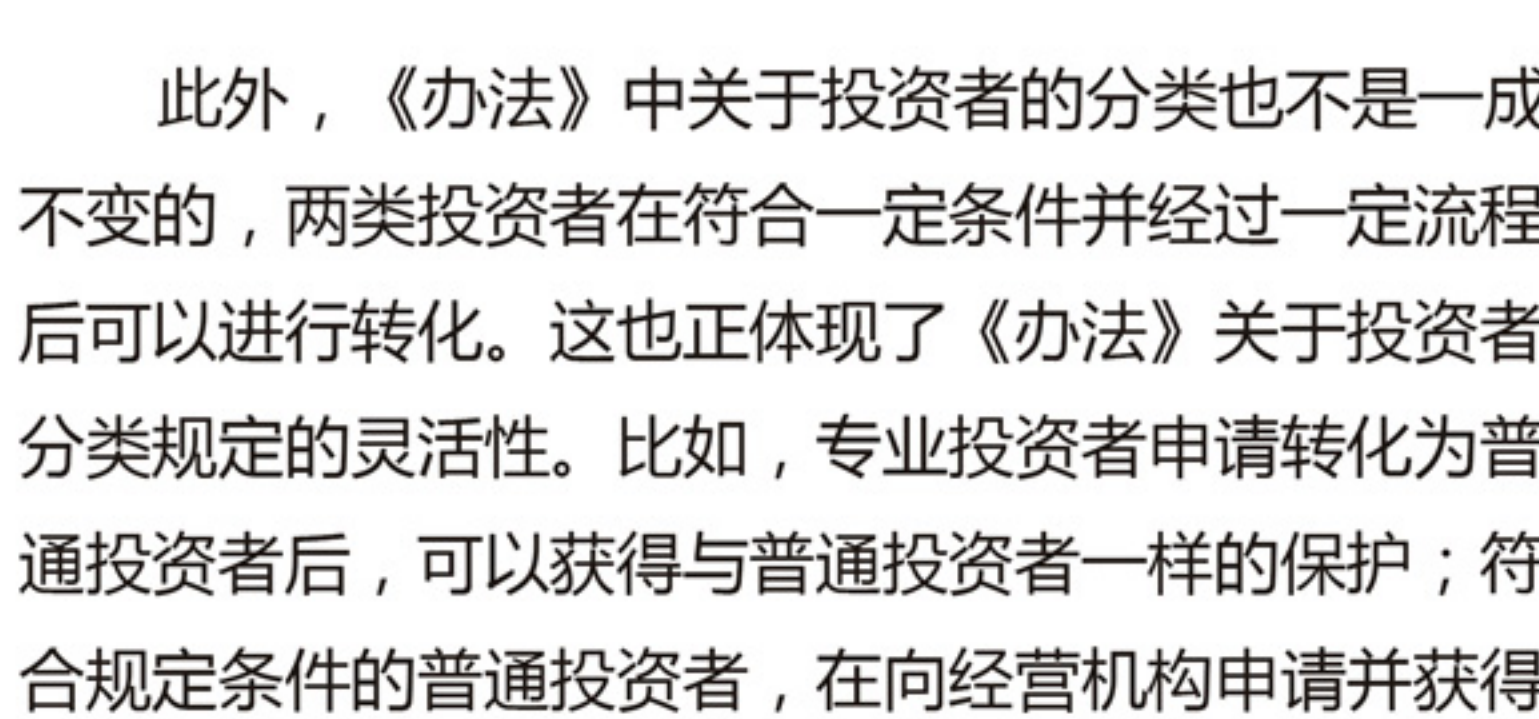 此外，《办法》中关于投资者的分类也不是一成
不变的，两类投资者在符合一定条件并经过一定流程
后可以进行转化。这也正体现了《办法》关于投资者
分类规定的灵活性。比如，专业投资者申请转化为普
通投资者后，可以获得与普通投资者一样的保护；符
合规定条件的普通投资者，在向经营机构申请并获得